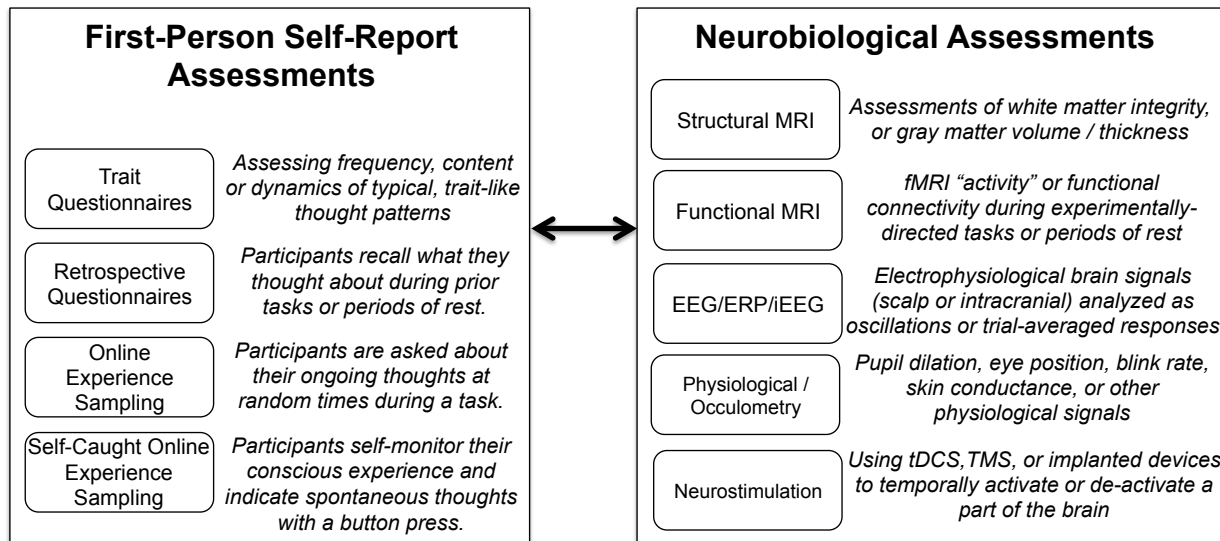 First-Person Self-Report
Assessments
Trait
Questionnaires
Assessing frequency, content
or dynamics of typical, trait-like
thought patterns
Retrospective
Questionnaires
Participants recall what they
thought about during prior
tasks or periods of rest.
Online
Experience
Sampling
Participants are asked about
their ongoing thoughts at
random times during a task.
Self-Caught Online
Experience
Sampling
Participants self-monitor their
conscious experience and
indicate spontaneous thoughts
with a button press.
Neurobiological Assessments
Structural MRI
Assessments of white matter integrity,
or gray matter volume / thickness
Functional MRI
fMRI “activity” or functional
connectivity during experimentally-
directed tasks or periods of rest
EEG/ERP/iEEG
Electrophysiological brain signals
(scalp or intracranial) analyzed as
oscillations or trial-averaged responses
Physiological /
Occulometry
Pupil dilation, eye position, blink rate,
skin conductance, or other
physiological signals
Neurostimulation
Using tDCS,TMS, or implanted devices
to temporally activate or de-activate a
part of the brain